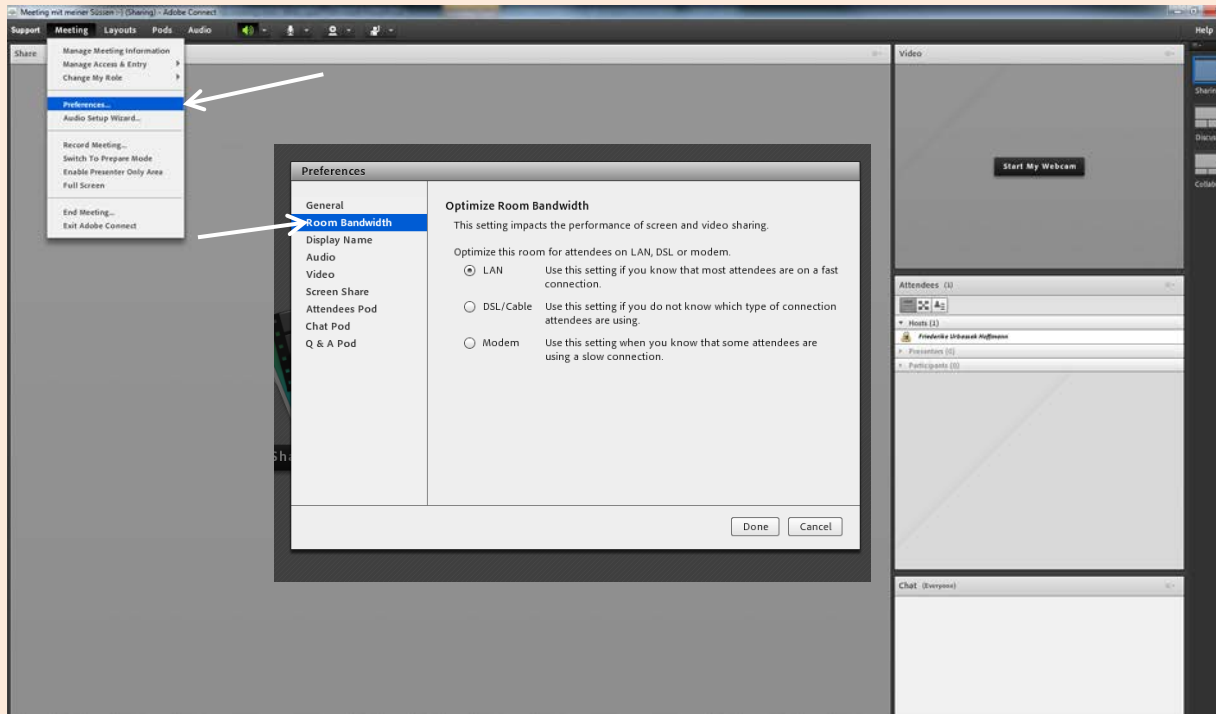 Meeting mit meiner Süssen :-) (Sharing) - Adobe Connect
Support Meeting Layouts Pods Audio Help
Share
Manage Meeting Information
Manage Access & Entry
Change My Role
Preferences...
Audio Setup Wizard...
Record Meeting...
Switch To Prepare Mode
Enable Presenter Only Area
Full Screen
End Meeting...
Exit Adobe Connect
Preferences
General
Room Bandwidth
Display Name
Audio
Video
Screen Share
Attendees Pod
Chat Pod
Q & A Pod
Optimize Room Bandwidth
This setting impacts the performance of screen and video sharing.
Optimize this room for attendees on LAN, DSL or modem.
LAN Use this setting if you know that most attendees are on a fast
connection.
DSL/Cable Use this setting if you do not know which type of connection
attendees are using.
Modem Use this setting when you know that some attendees are
using a slow connection.
Done Cancel
Sh
Video
Start My Webcam
Attendees (1)
Hosts (1)
Friederike Urbassek Hoffmann
Presenters (0)
Participants (0)
Chat (Everyone)
Sharin
Discus
Collab